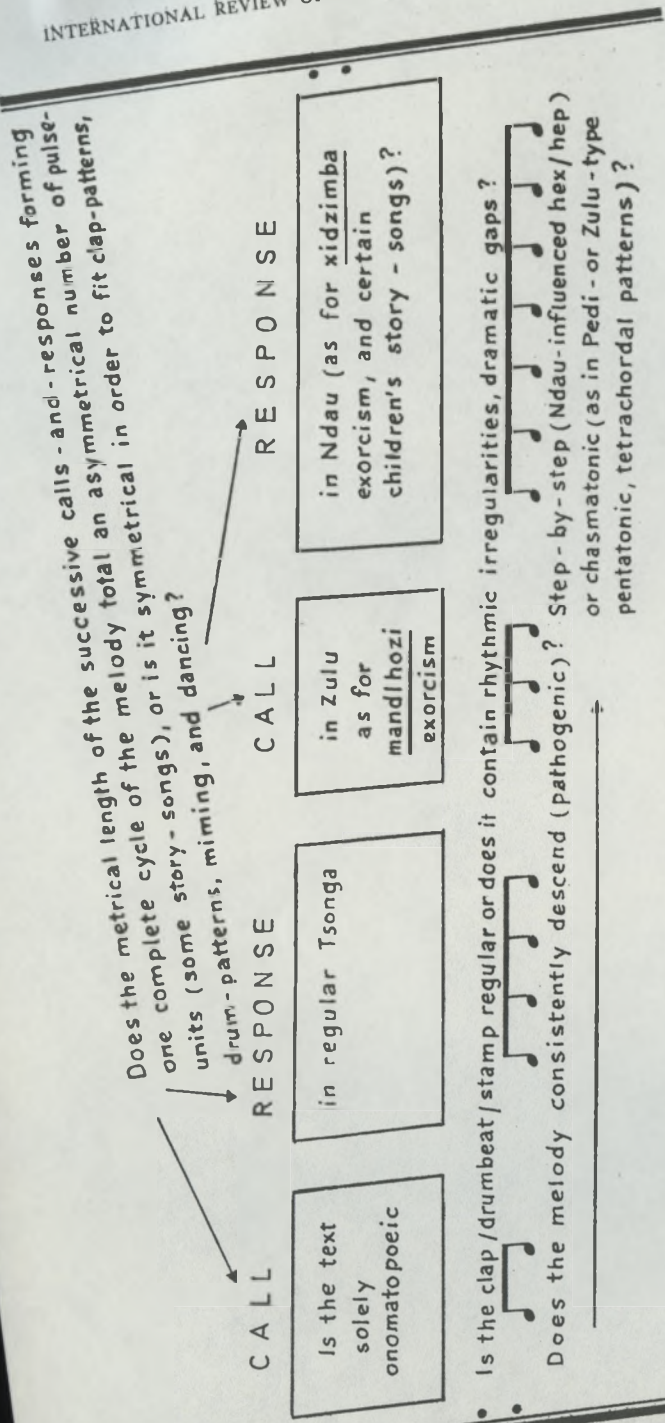 INTERNATIONAL REVIEW
Does the metrical length of the successive calls-and-responses forming
one complete cycle of the melody total an asymmetrical number of pulse-
units (some story-songs), or is it symmetrical in order to fit clap-patterns,
drum-patterns, miming, and dancing?
CALL
RESPONSE
CALL
RESPONSE
Is the text
solely
onomatopoeic
in regular Tsonga
in Zulu
as for
mandlhozi
exorcism
in Ndau (as for xidzimba
exorcism, and certain
children's story-songs)?
Is the clap/drumbeat/stamp regular or does it contain rhythmic irregularities, dramatic gaps?
Does the melody consistently descend (pathogenic)? Step-by-step (Ndau-influenced hex/hep)
or chasmatonic (as in Pedi- or Zulu-type
pentatonic, tetrachordal patterns)?